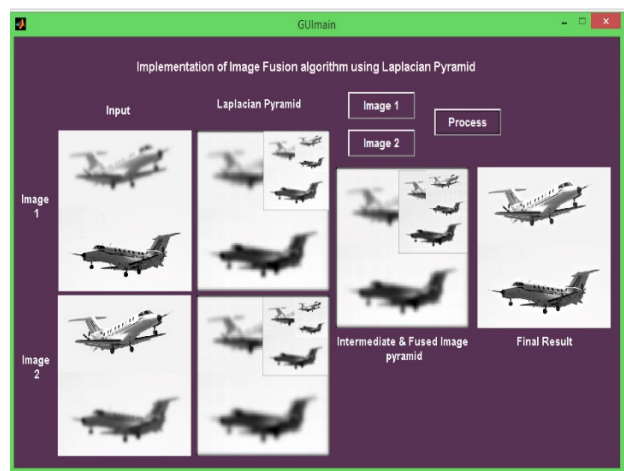 GUImain
Implementation of Image Fusion algorithm using Laplacian Pyramid
Input
Laplacian Pyramid
Image 1
Process
Image 2
Image
1
Intermediate & Fused Image
pyramid
Final Result
Image
2